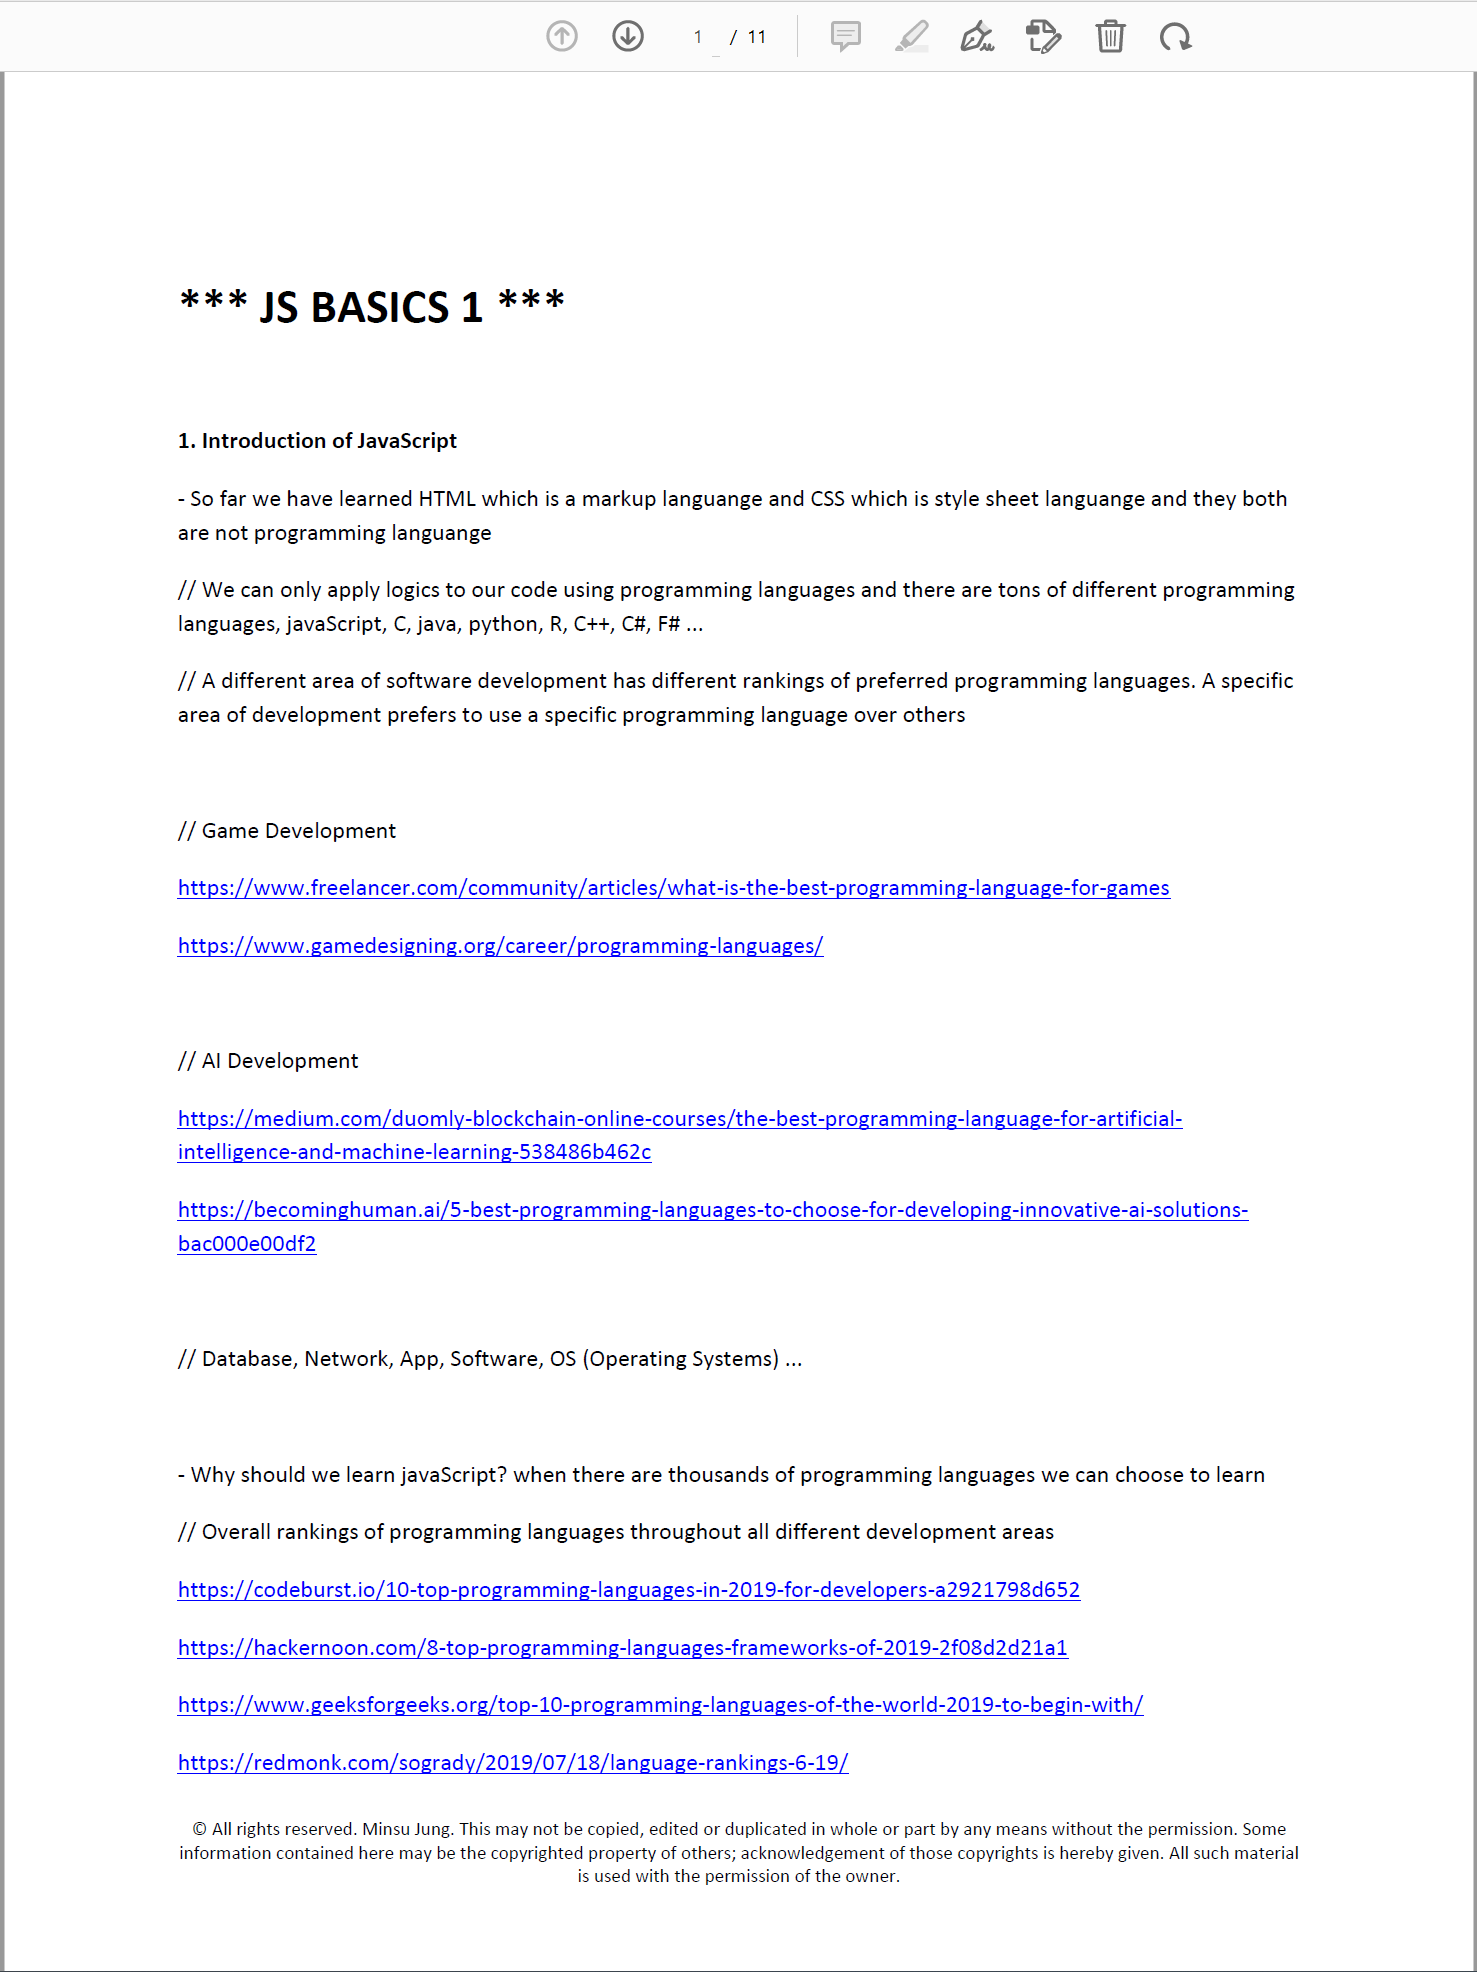 1 / 11
*** JS BASICS 1 ***
1. Introduction of JavaScript
- So far we have learned HTML which is a markup languange and CSS which is style sheet languange and they both
are not programming languange
// We can only apply logics to our code using programming languages and there are tons of different programming
languages, javaScript, C, java, python, R, C++, C#, F# ...
// A different area of software development has different rankings of preferred programming languages. A specific
area of development prefers to use a specific programming language over others
// Game Development
https://www.freelancer.com/community/articles/what-is-the-best-programming-language-for-games
https://www.gamedesigning.org/career/programming-languages/
// AI Development
https://medium.com/duomly-blockchain-online-courses/the-best-programming-language-for-artificial-
intelligence-and-machine-learning-538486b462c
https://becominghuman.ai/5-best-programming-languages-to-choose-for-developing-innovative-ai-solutions-
bac000e00df2
// Database, Network, App, Software, OS (Operating Systems) ...
- Why should we learn javaScript? when there are thousands of programming languages we can choose to learn
// Overall rankings of programming languages throughout all different development areas
https://codeburst.io/10-top-programming-languages-in-2019-for-developers-a2921798d652
https://hackernoon.com/8-top-programming-languages-frameworks-of-2019-2f08d2d21a1
https://www.geeksforgeeks.org/top-10-programming-languages-of-the-world-2019-to-begin-with/
https://redmonk.com/sogrady/2019/07/18/language-rankings-6-19/
© All rights reserved. Minsu Jung. This may not be copied, edited or duplicated in whole or part by any means without the permission. Some
information contained here may be the copyrighted property of others; acknowledgement of those copyrights is hereby given. All such material
is used with the permission of the owner.